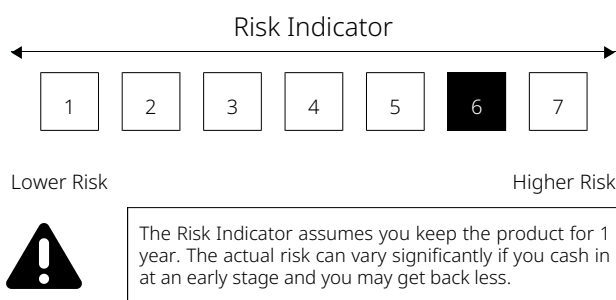 Risk Indicator
1 2 3 4 5 6 7
Lower Risk Higher Risk
The Risk Indicator assumes you keep the product for 1
year. The actual risk can vary significantly if you cash in
at an early stage and you may get back less.